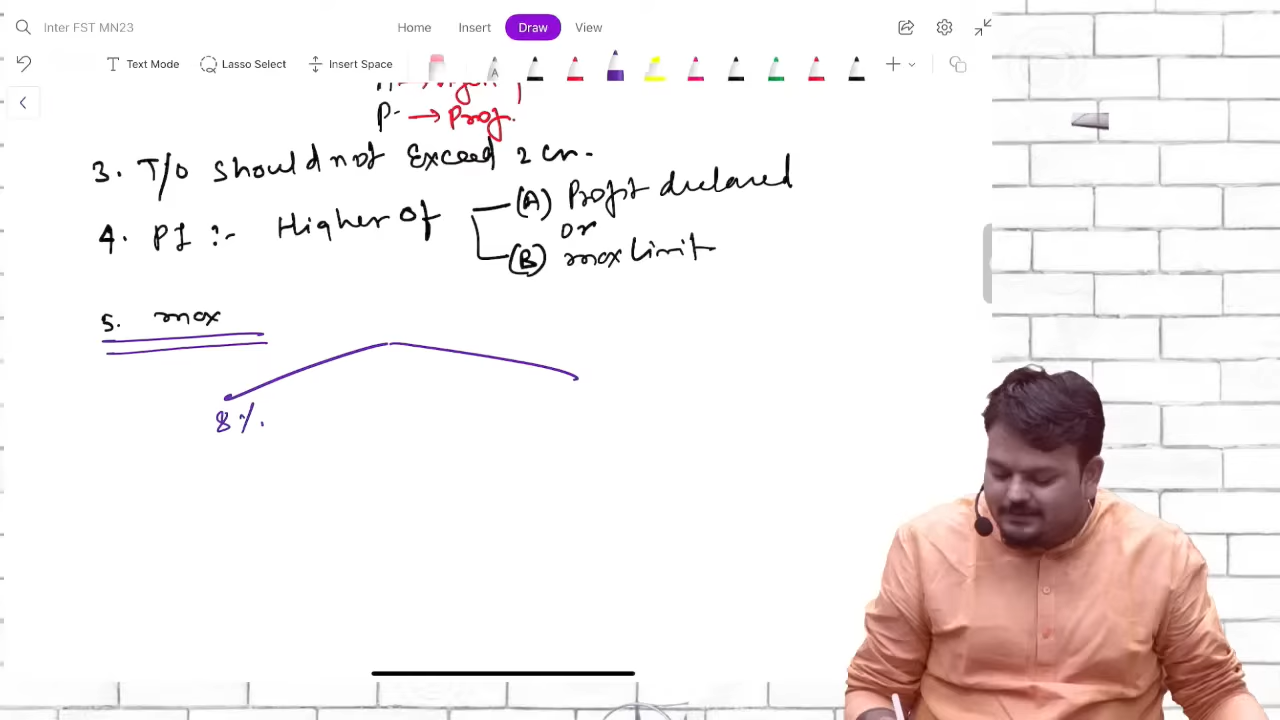 Inter FST MN23
Home Insert Draw View
Text Mode Lasso Select Insert Space
P- → Prof.
3. T/o should not Exceed 2 cr.
4. PI :- Higher of (A) Profit declared
or
(B) max limit
5. max
8%.